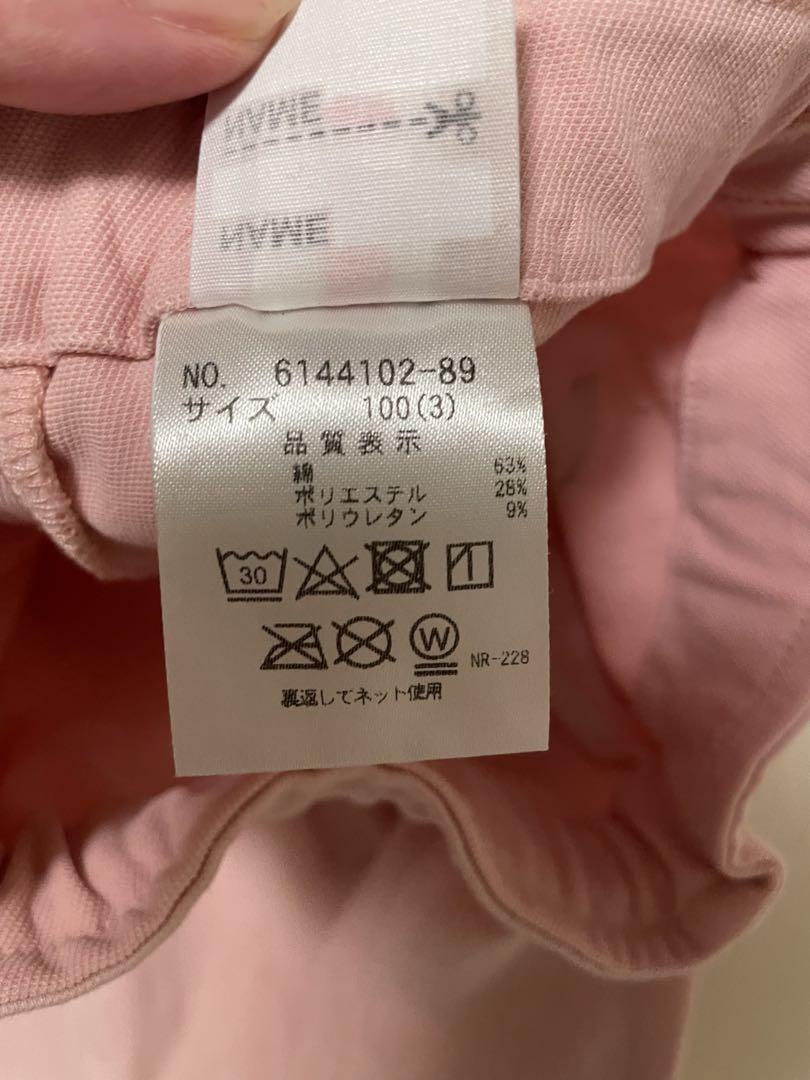 NAME
NAME
NO. 6144102-89
サイズ 100(3)
品質表示
綿 63%
ポリエステル 28%
ポリウレタン 9%
30
W NR-228
裏返してネット使用